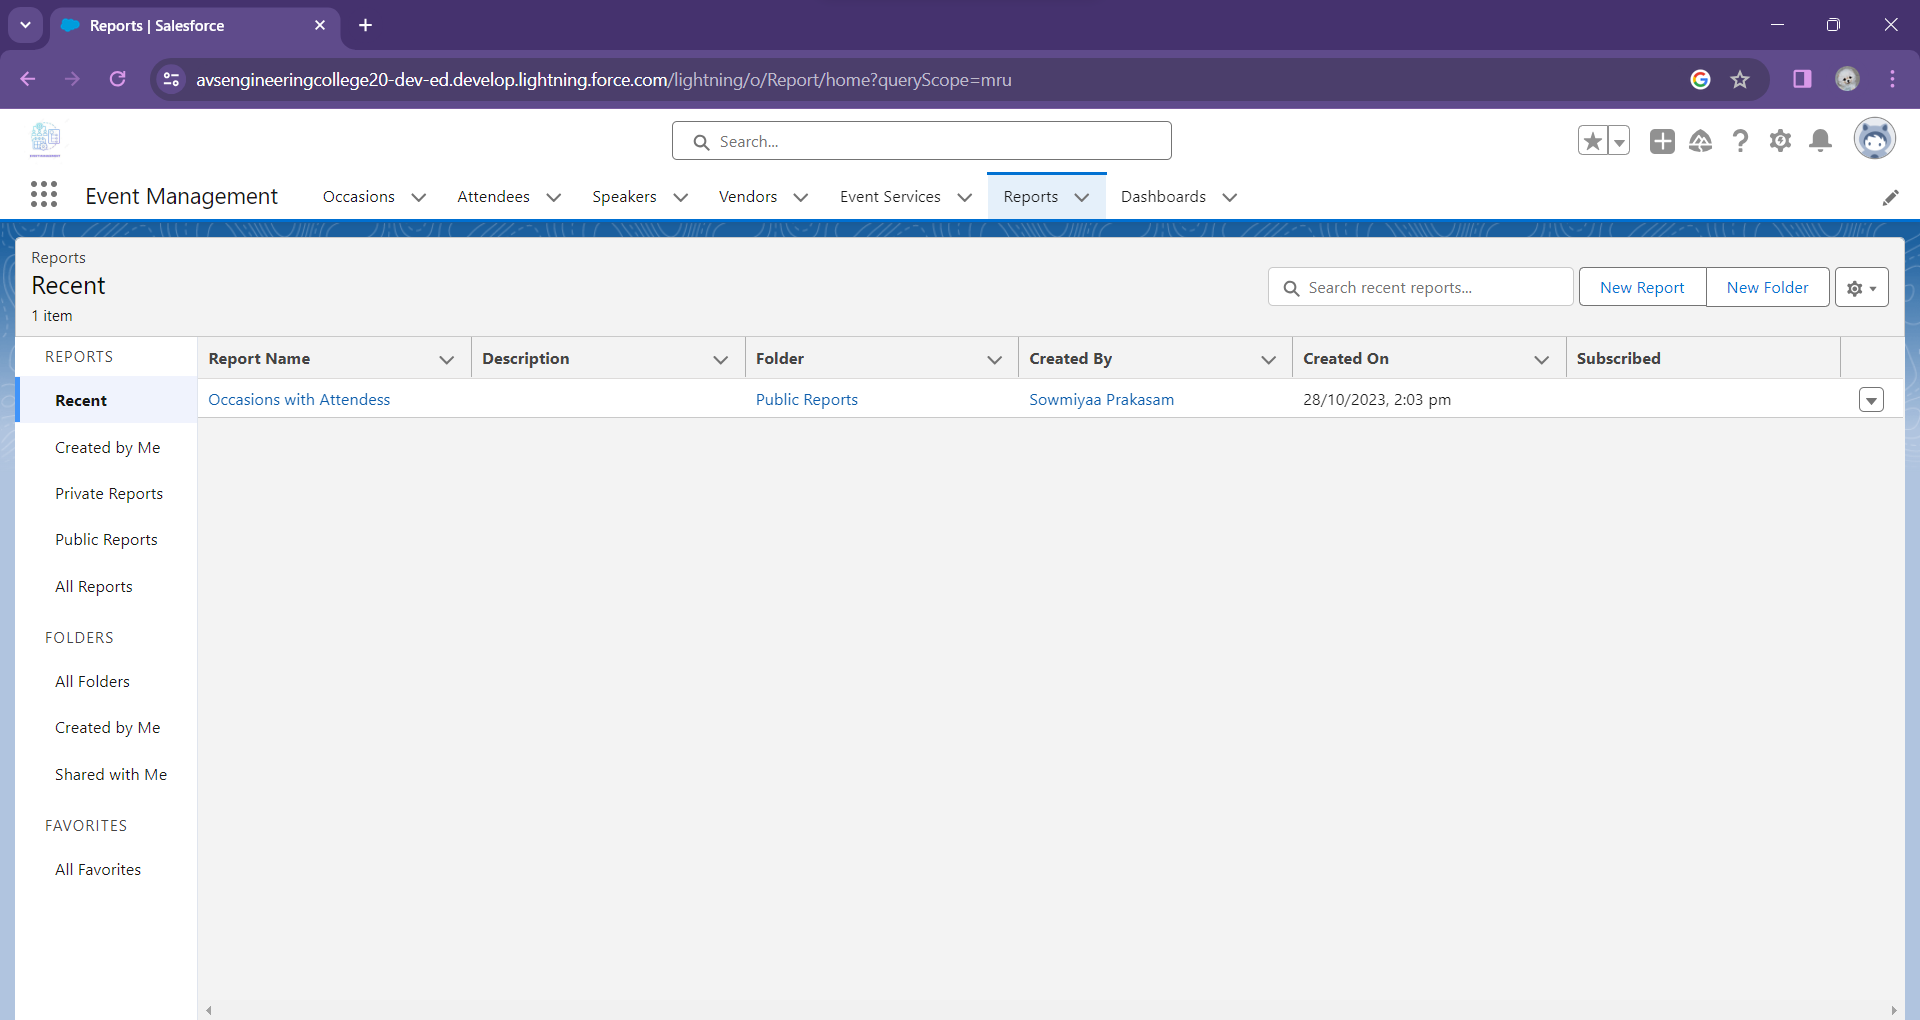 Reports | Salesforce
avsengineeringcollege20-dev-ed.develop.lightning.force.com/lightning/o/Report/home?queryScope=mru
Search...
Event Management
Occasions
Attendees
Speakers
Vendors
Event Services
Reports
Dashboards
Reports
Recent
1 item
Search recent reports...
New Report
New Folder
REPORTS
Recent
Created by Me
Private Reports
Public Reports
All Reports
FOLDERS
All Folders
Created by Me
Shared with Me
FAVORITES
All Favorites
Report Name
Description
Folder
Created By
Created On
Subscribed
Occasions with Attendess
Public Reports
Sowmiyaa Prakasam
28/10/2023, 2:03 pm